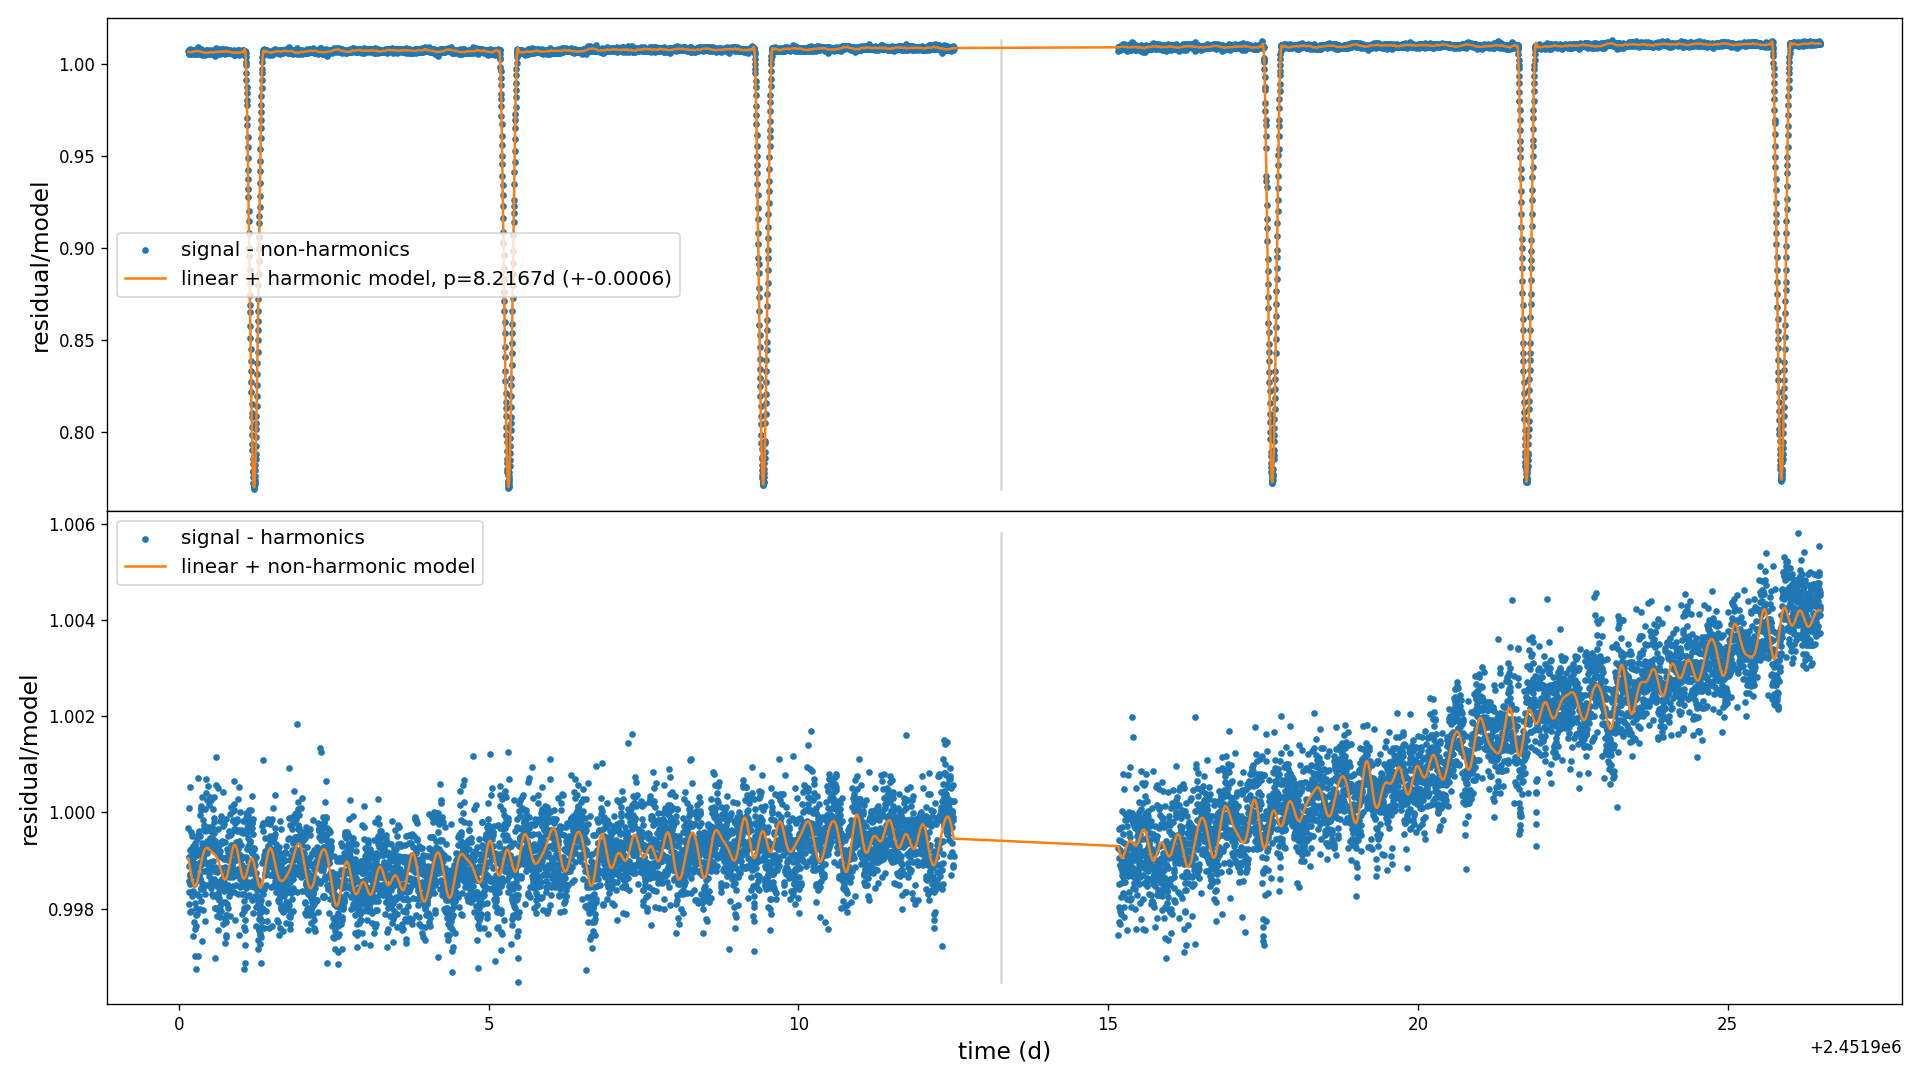 residual/model
1.00
0.95
0.90
0.85
0.80
signal - non-harmonics
linear + harmonic model, p=8.2167d (+-0.0006)
residual/model
1.006
1.004
1.002
1.000
0.998
signal - harmonics
linear + non-harmonic model
0
5
10
15
20
25
time (d)
+2.4519e6